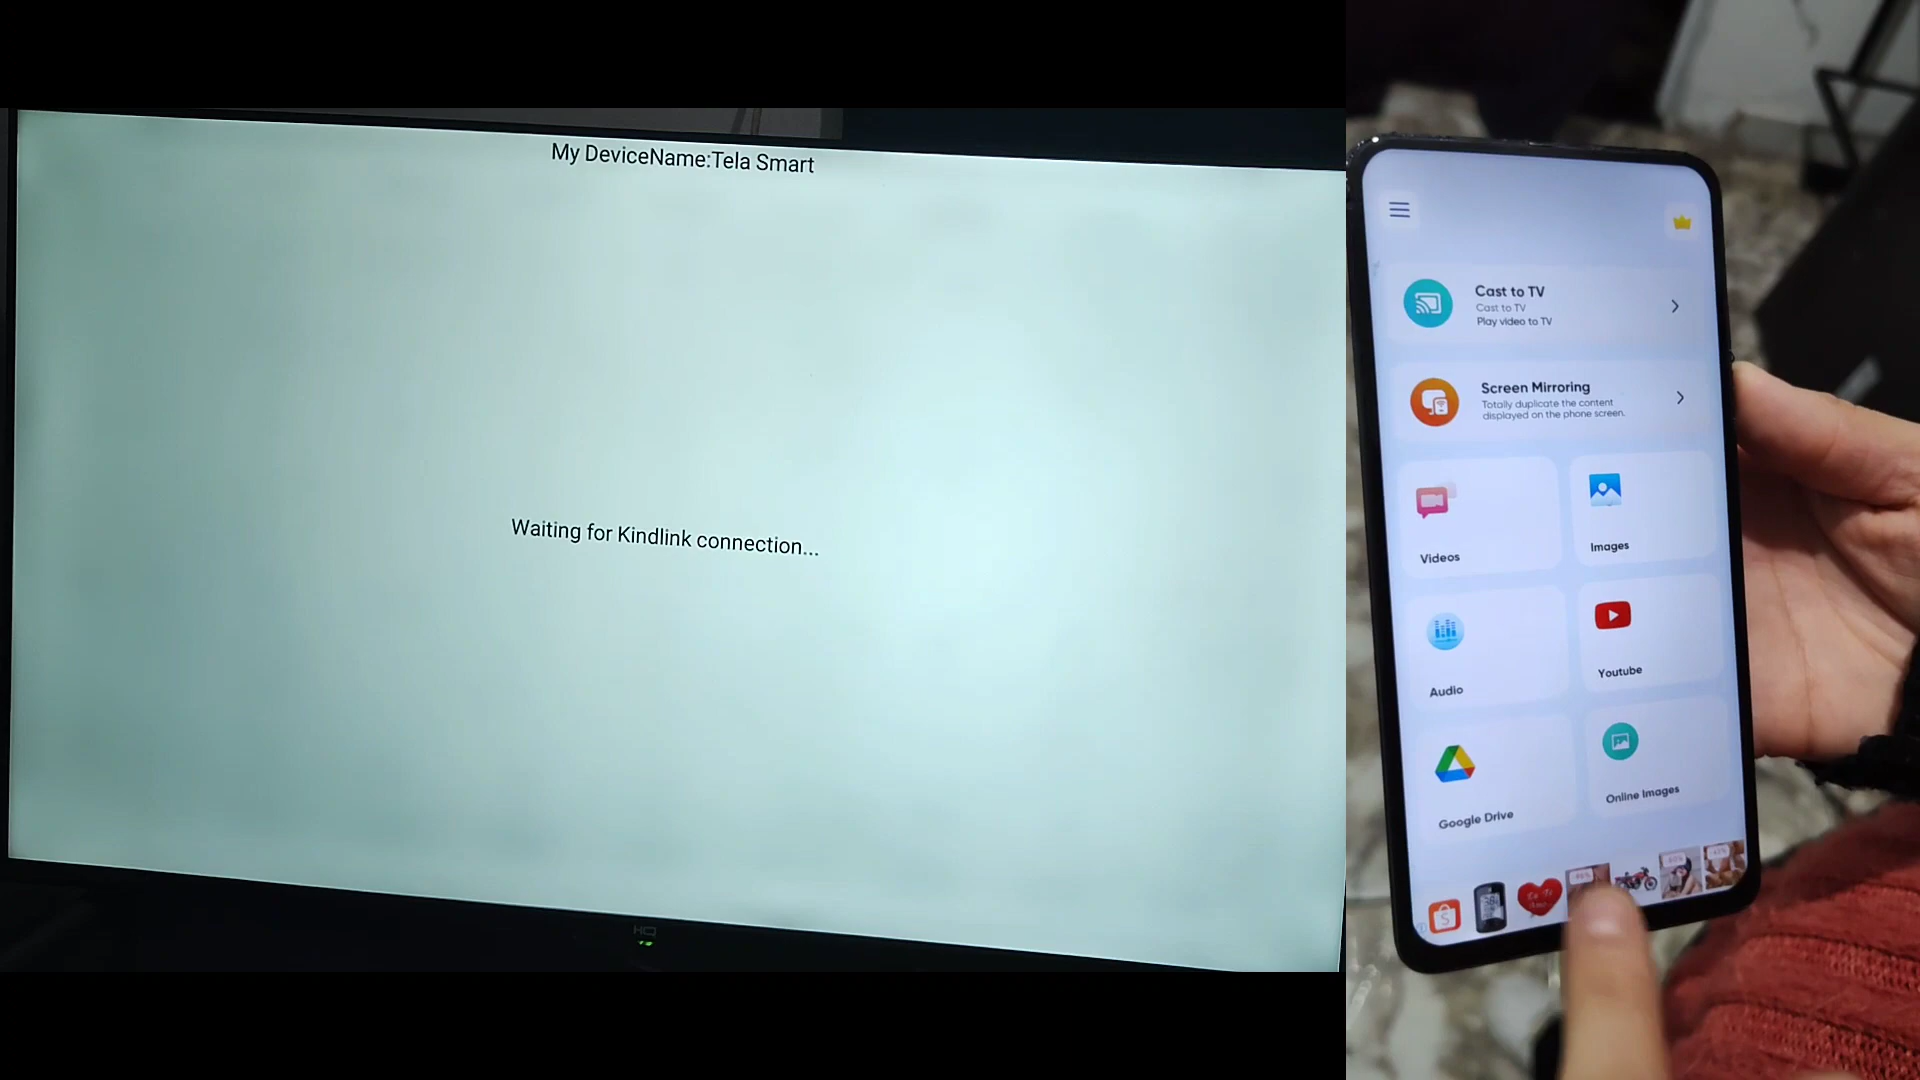 My DeviceName:Tela Smart
Waiting for Kindlink connection...
HQ
Cast to TV
Cast to TV
Play video to TV
Screen Mirroring
Totally duplicate the content
displayed on the phone screen.
Videos
Images
Audio
Youtube
Google Drive
Online Images